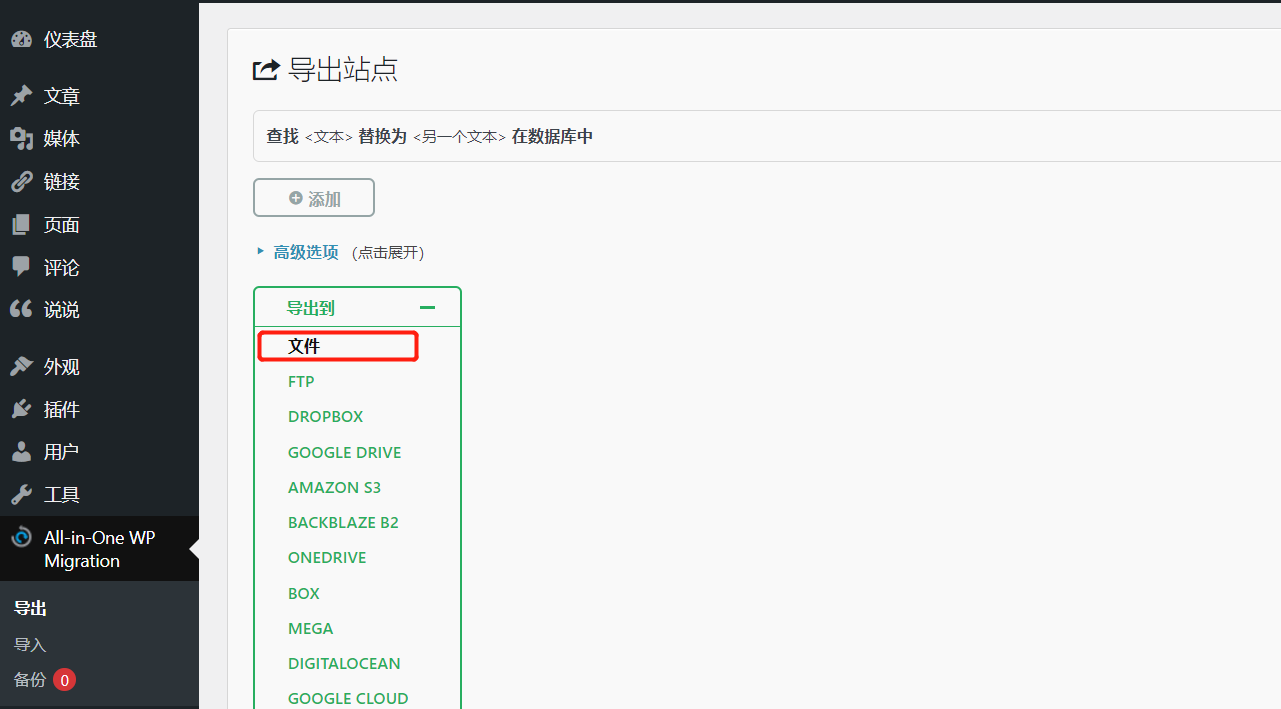 仪表盘
文章
媒体
链接
页面
评论
说说
外观
插件
用户
工具
All-in-One WP
Migration
导出
导入
备份 0
导出站点
查找 <文本> 替换为 <另一个文本> 在数据库中
添加
高级选项 (点击展开)
导出到
文件
FTP
DROPBOX
GOOGLE DRIVE
AMAZON S3
BACKBLAZE B2
ONEDRIVE
BOX
MEGA
DIGITALOCEAN
GOOGLE CLOUD